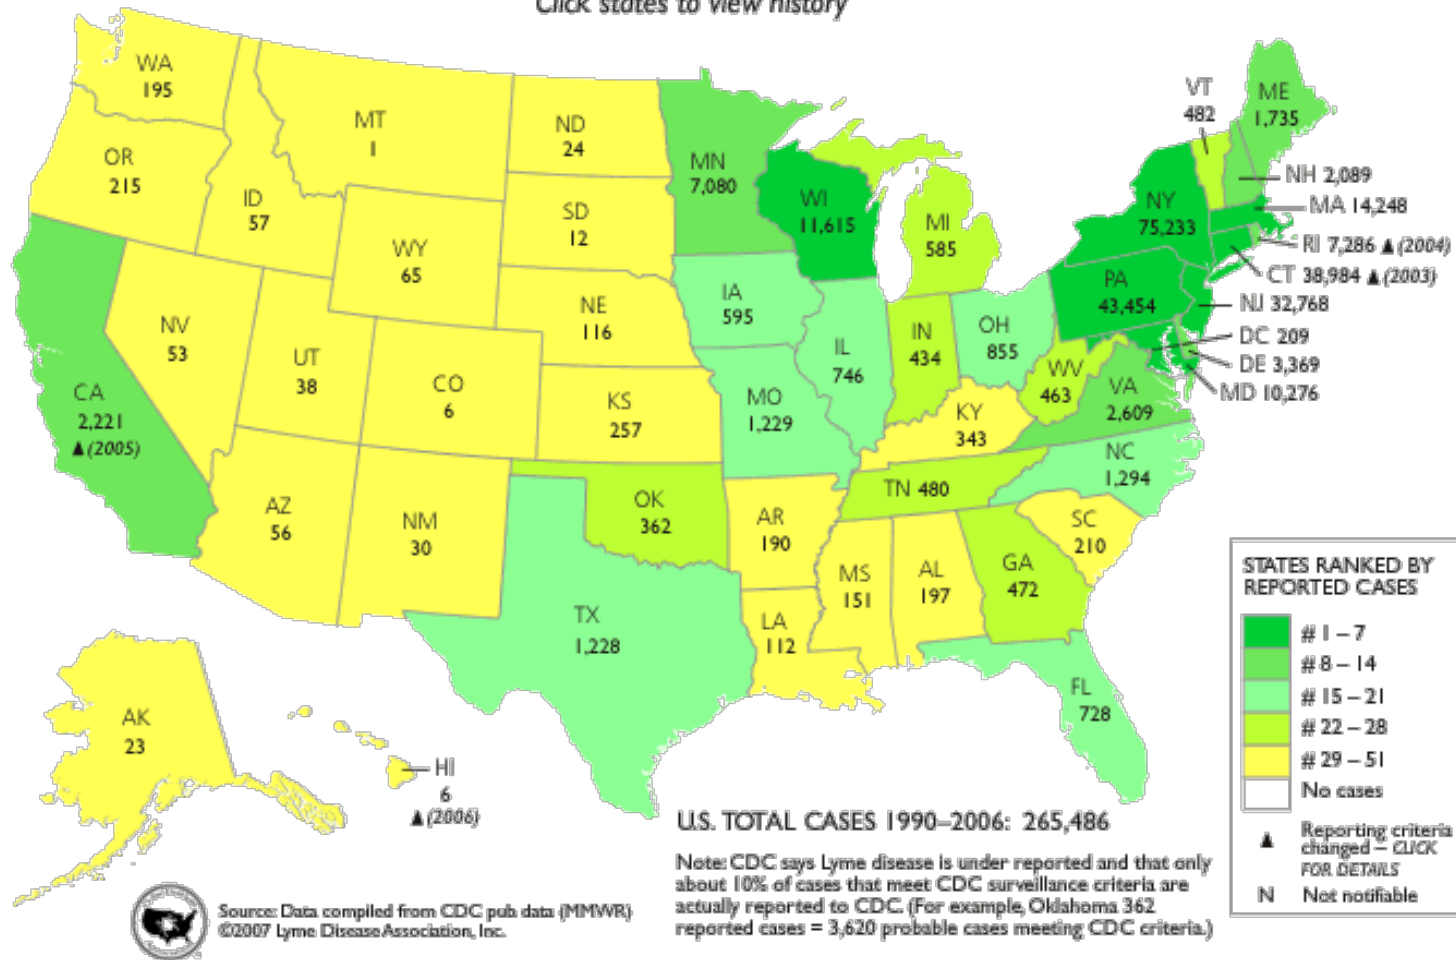 Click states to view history
WA
195
OR
215
ID
57
MT
1
ND
24
SD
12
WY
65
NE
116
NV
53
UT
38
CO
6
KS
257
CA
2,221
▲(2005)
AZ
56
NM
30
OK
362
TX
1,228
MN
7,080
WI
11,615
MI
585
IA
595
IL
746
IN
434
OH
855
MO
1,229
KY
343
WV
463
VA
2,609
NC
1,294
TN 480
AR
190
SC
210
MS
151
AL
197
GA
472
LA
112
FL
728
NY
75,233
PA
43,454
VT
482
ME
1,735
NH 2,089
MA 14,248
RI 7,286 ▲(2004)
CT 38,984 ▲(2003)
NJ 32,768
DC 209
DE 3,369
MD 10,276
AK
23
HI
6
▲(2006)
STATES RANKED BY
REPORTED CASES
# 1 – 7
# 8 – 14
# 15 – 21
# 22 – 28
# 29 – 51
No cases
▲ Reporting criteria
changed – CLICK
FOR DETAILS
N Not notifiable
U.S. TOTAL CASES 1990–2006: 265,486
Note: CDC says Lyme disease is under reported and that only
about 10% of cases that meet CDC surveillance criteria are
actually reported to CDC. (For example, Oklahoma 362
reported cases = 3,620 probable cases meeting CDC criteria.)
Source: Data compiled from CDC pub data (MMWR)
©2007 Lyme Disease Association, Inc.